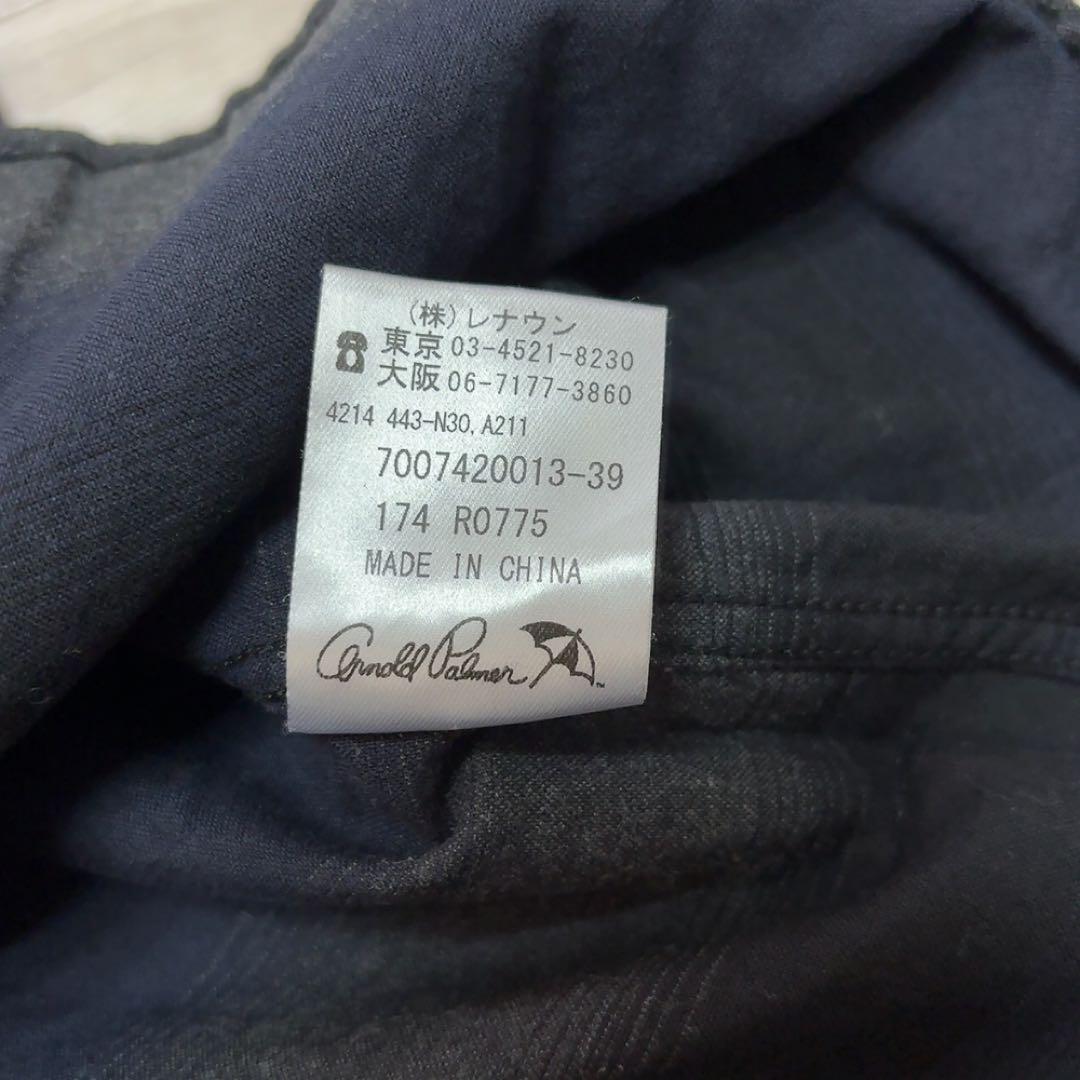 (株)レナウン
東京 03-4521-8230
大阪 06-7177-3860
4214 443-N30, A211
7007420013-39
174 R0775
MADE IN CHINA
Arnold Palmer ™